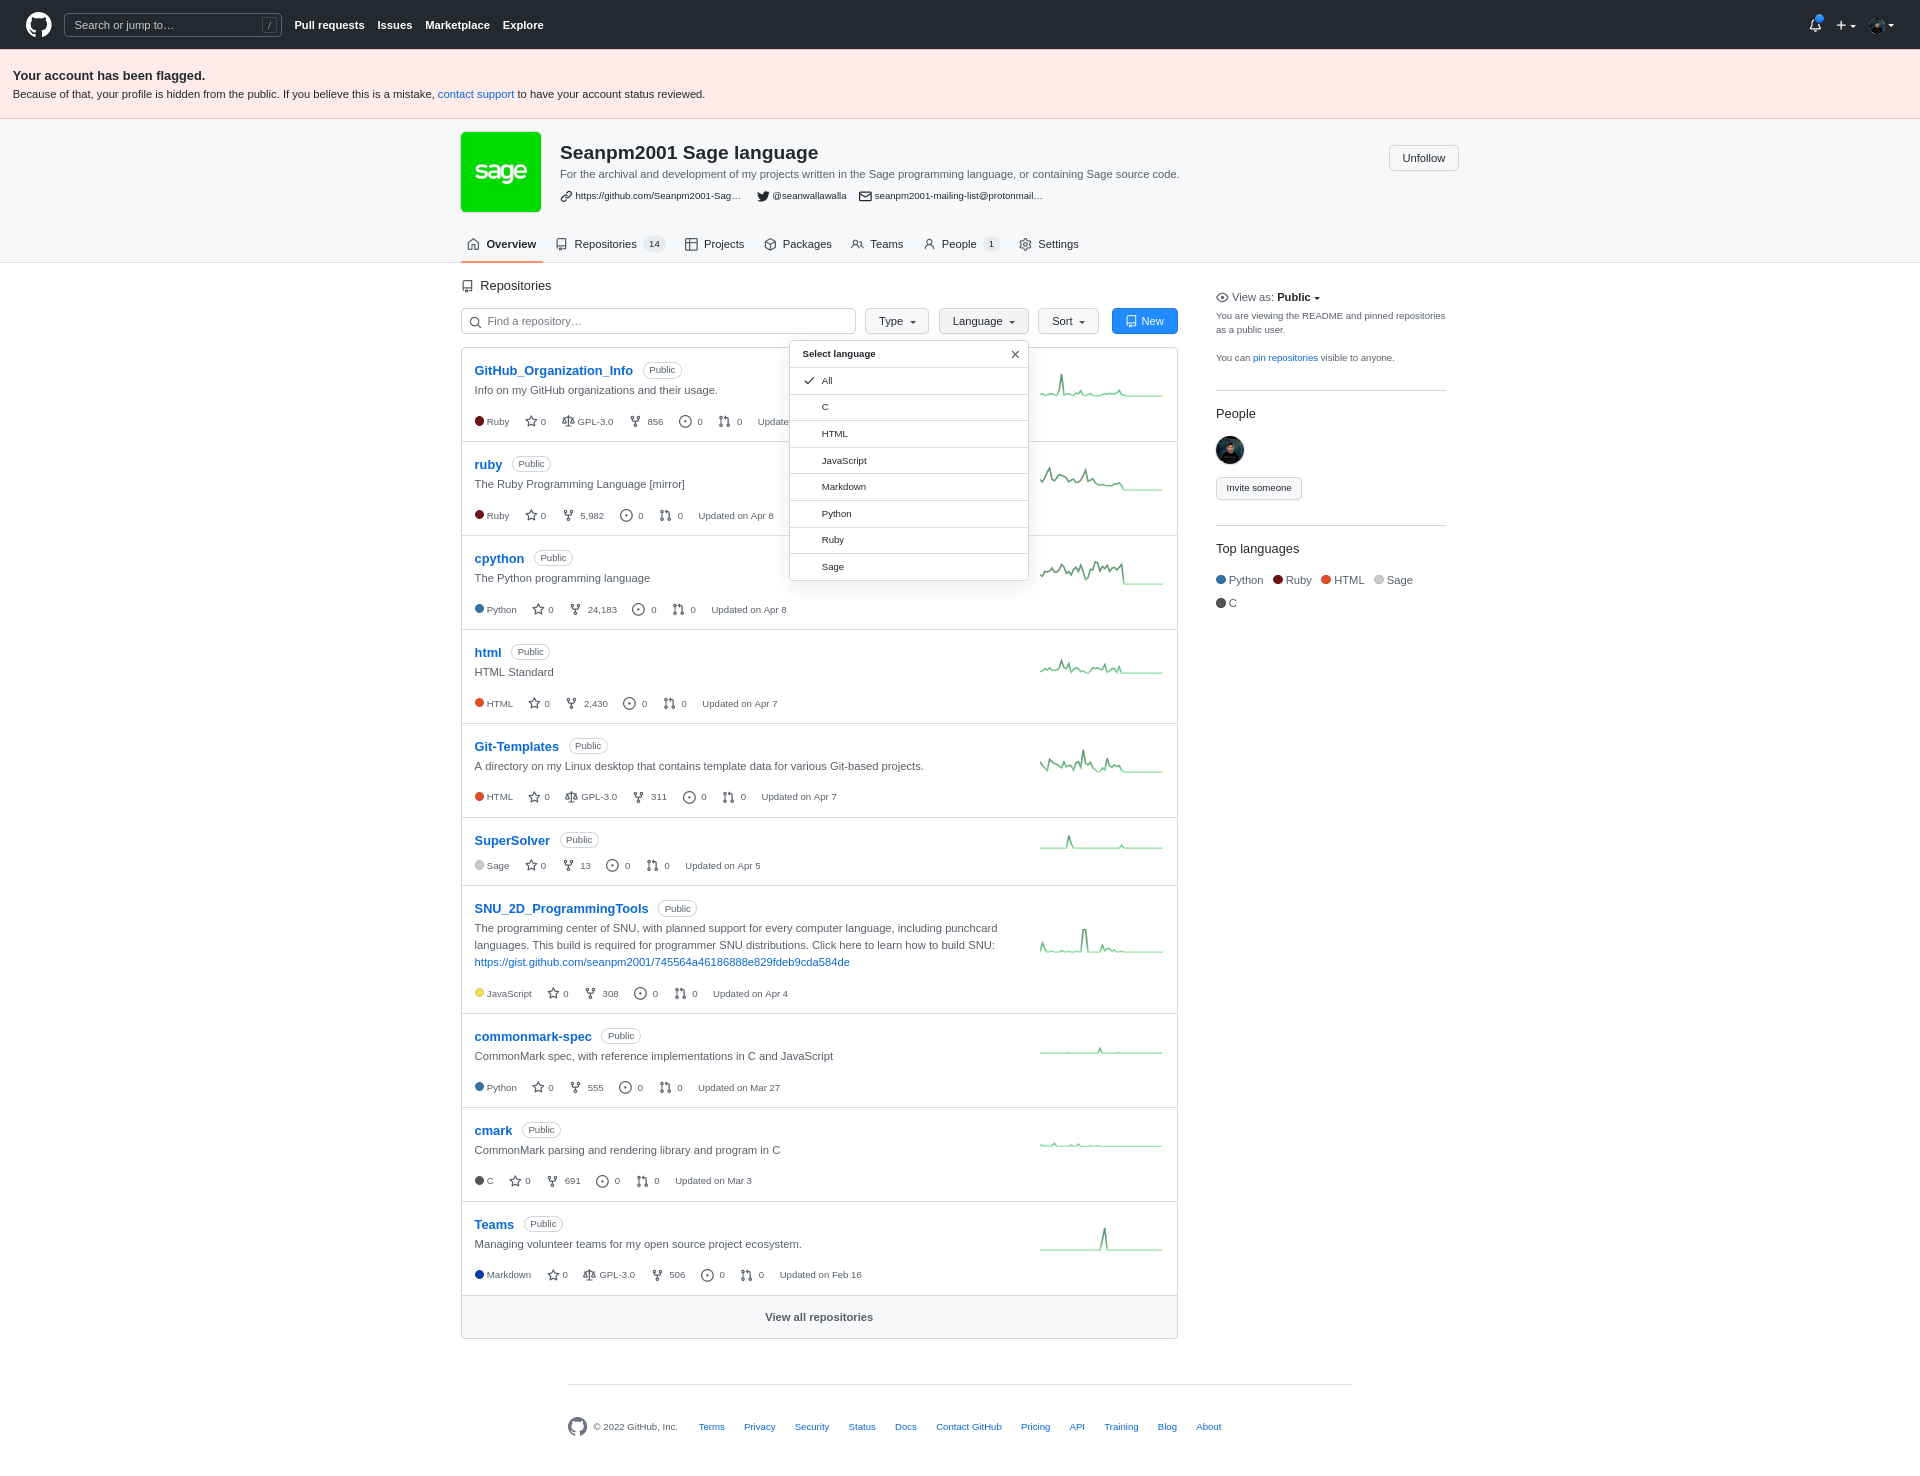 Search or jump to…
/
Pull requests Issues Marketplace Explore
Your account has been flagged.
Because of that, your profile is hidden from the public. If you believe this is a mistake, contact support to have your account status reviewed.
sage
Seanpm2001 Sage language
Unfollow
For the archival and development of my projects written in the Sage programming language, or containing Sage source code.
https://github.com/Seanpm2001-Sag… @seanwallawalla seanpm2001-mailing-list@protonmail…
Overview Repositories 14 Projects Packages Teams People 1 Settings
Repositories
Find a repository…
Type Language Sort New
Select language
All
C
HTML
JavaScript
Markdown
Python
Ruby
Sage
GitHub_Organization_Info Public
Info on my GitHub organizations and their usage.
Ruby 0 GPL-3.0 856 0 0 Update
ruby Public
The Ruby Programming Language [mirror]
Ruby 0 5,982 0 0 Updated on Apr 8
cpython Public
The Python programming language
Python 0 24,183 0 0 Updated on Apr 8
html Public
HTML Standard
HTML 0 2,430 0 0 Updated on Apr 7
Git-Templates Public
A directory on my Linux desktop that contains template data for various Git-based projects.
HTML 0 GPL-3.0 311 0 0 Updated on Apr 7
SuperSolver Public
Sage 0 13 0 0 Updated on Apr 5
SNU_2D_ProgrammingTools Public
The programming center of SNU, with planned support for every computer language, including punchcard
languages. This build is required for programmer SNU distributions. Click here to learn how to build SNU:
https://gist.github.com/seanpm2001/745564a46186888e829fdeb9cda584de
JavaScript 0 308 0 0 Updated on Apr 4
commonmark-spec Public
CommonMark spec, with reference implementations in C and JavaScript
Python 0 555 0 0 Updated on Mar 27
cmark Public
CommonMark parsing and rendering library and program in C
C 0 691 0 0 Updated on Mar 3
Teams Public
Managing volunteer teams for my open source project ecosystem.
Markdown 0 GPL-3.0 506 0 0 Updated on Feb 16
View all repositories
View as: Public
You are viewing the README and pinned repositories
as a public user.
You can pin repositories visible to anyone.
People
Invite someone
Top languages
Python Ruby HTML Sage
C
© 2022 GitHub, Inc. Terms Privacy Security Status Docs Contact GitHub Pricing API Training Blog About